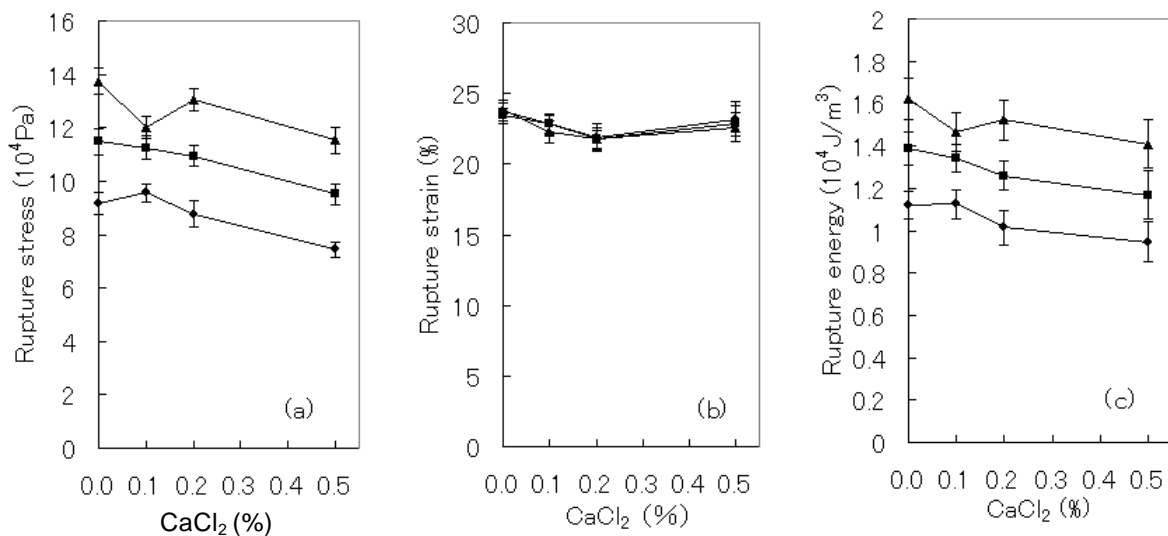 Rupture stress (10⁴Pa)
16
14
12
10
8
6
4
2
0
0.0 0.1 0.2 0.3 0.4 0.5
CaCl₂ (%)
(a)
Rupture strain (%)
30
25
20
15
10
5
0
0.0 0.1 0.2 0.3 0.4 0.5
CaCl₂ (%)
(b)
Rupture energy (10⁴J/m³)
2
1.8
1.6
1.4
1.2
1
0.8
0.6
0.4
0.2
0
0.0 0.1 0.2 0.3 0.4 0.5
CaCl₂ (%)
(c)